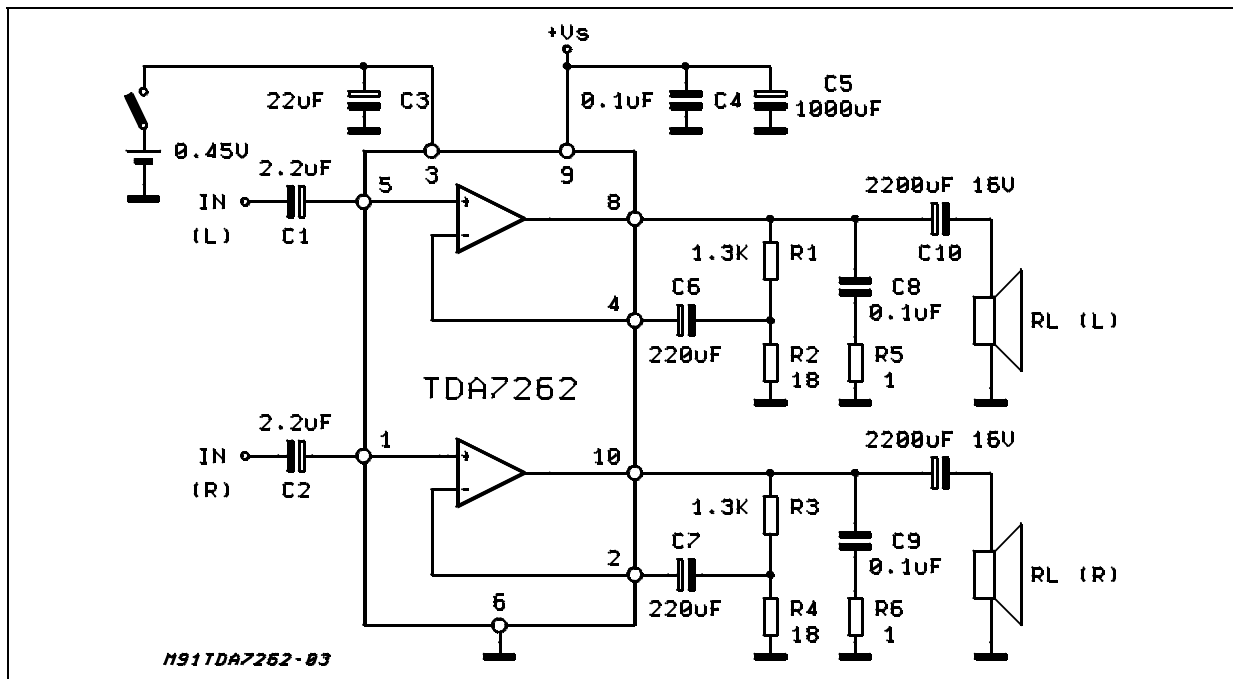 +Vs
22uF
C3
0.1uF
C4
C5
1000uF
0.45V
2.2uF
IN
(L)
C1
5
3
9
+
-
8
4
2200uF 16V
C10
1.3K
R1
C6
220uF
R2
18
C8
0.1uF
R5
1
RL (L)
TDA7262
2.2uF
IN
(R)
C2
1
+
-
10
2
6
2200uF 16V
1.3K
R3
C7
220uF
R4
18
C9
0.1uF
R6
1
RL (R)
M91TDA7262-03